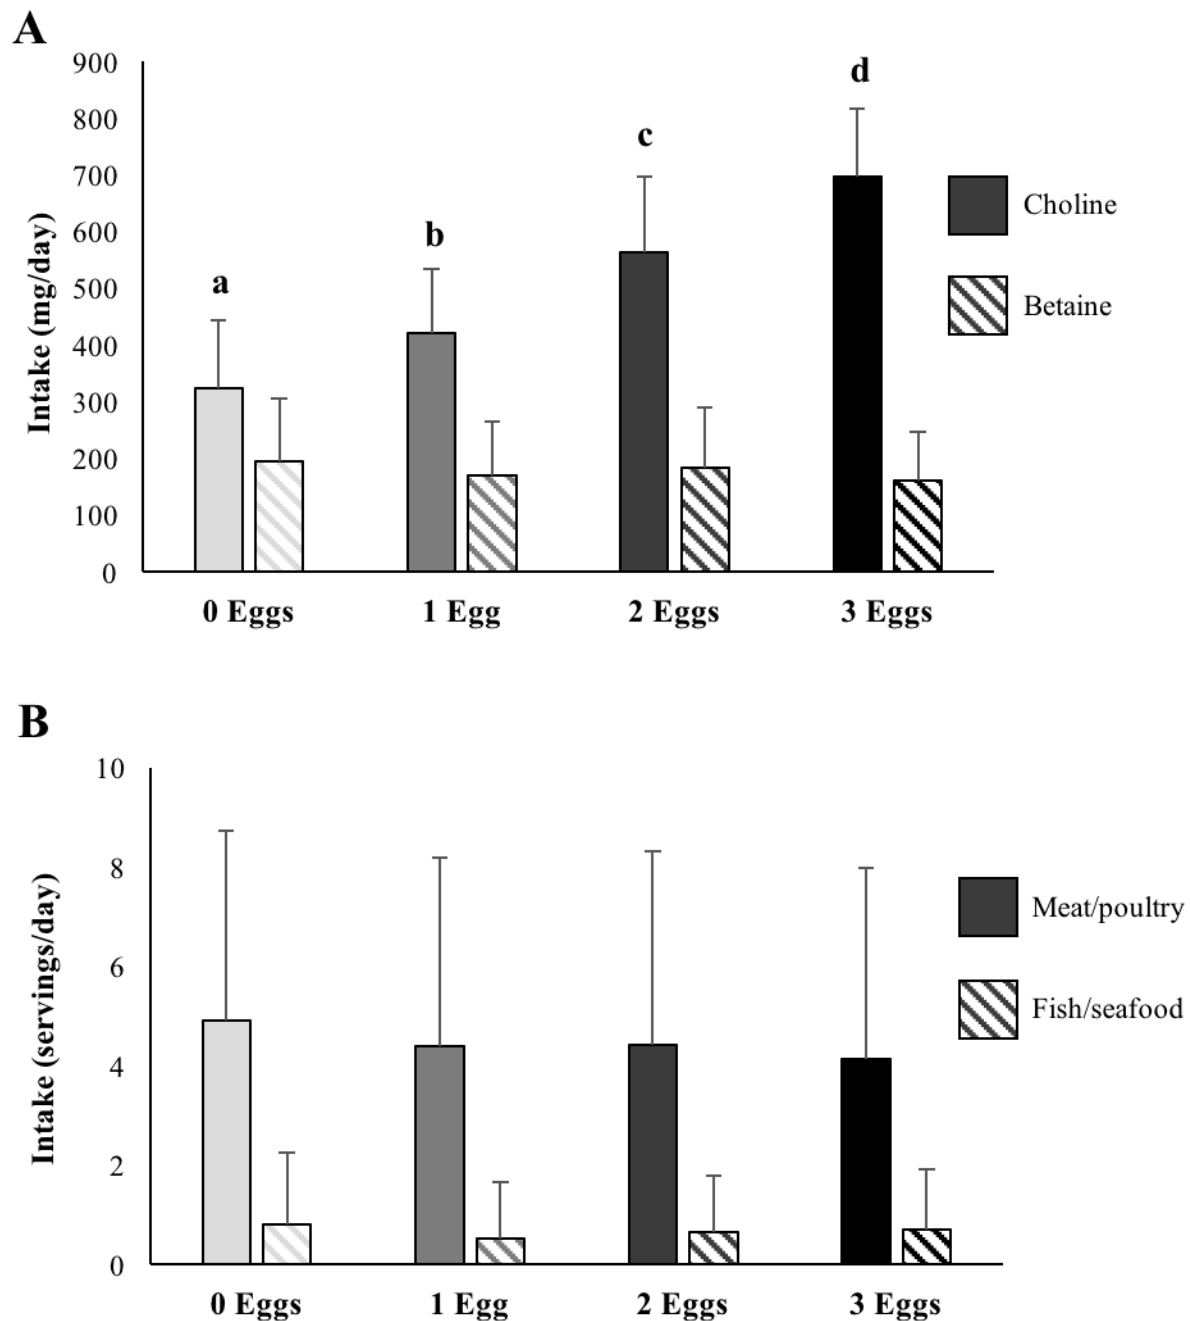 A
900
800
700
600
500
400
300
200
100
0
Intake (mg/day)
a
b
c
d
Choline
Betaine
0 Eggs
1 Egg
2 Eggs
3 Eggs
B
10
8
6
4
2
0
Intake (servings/day)
Meat/poultry
Fish/seafood
0 Eggs
1 Egg
2 Eggs
3 Eggs